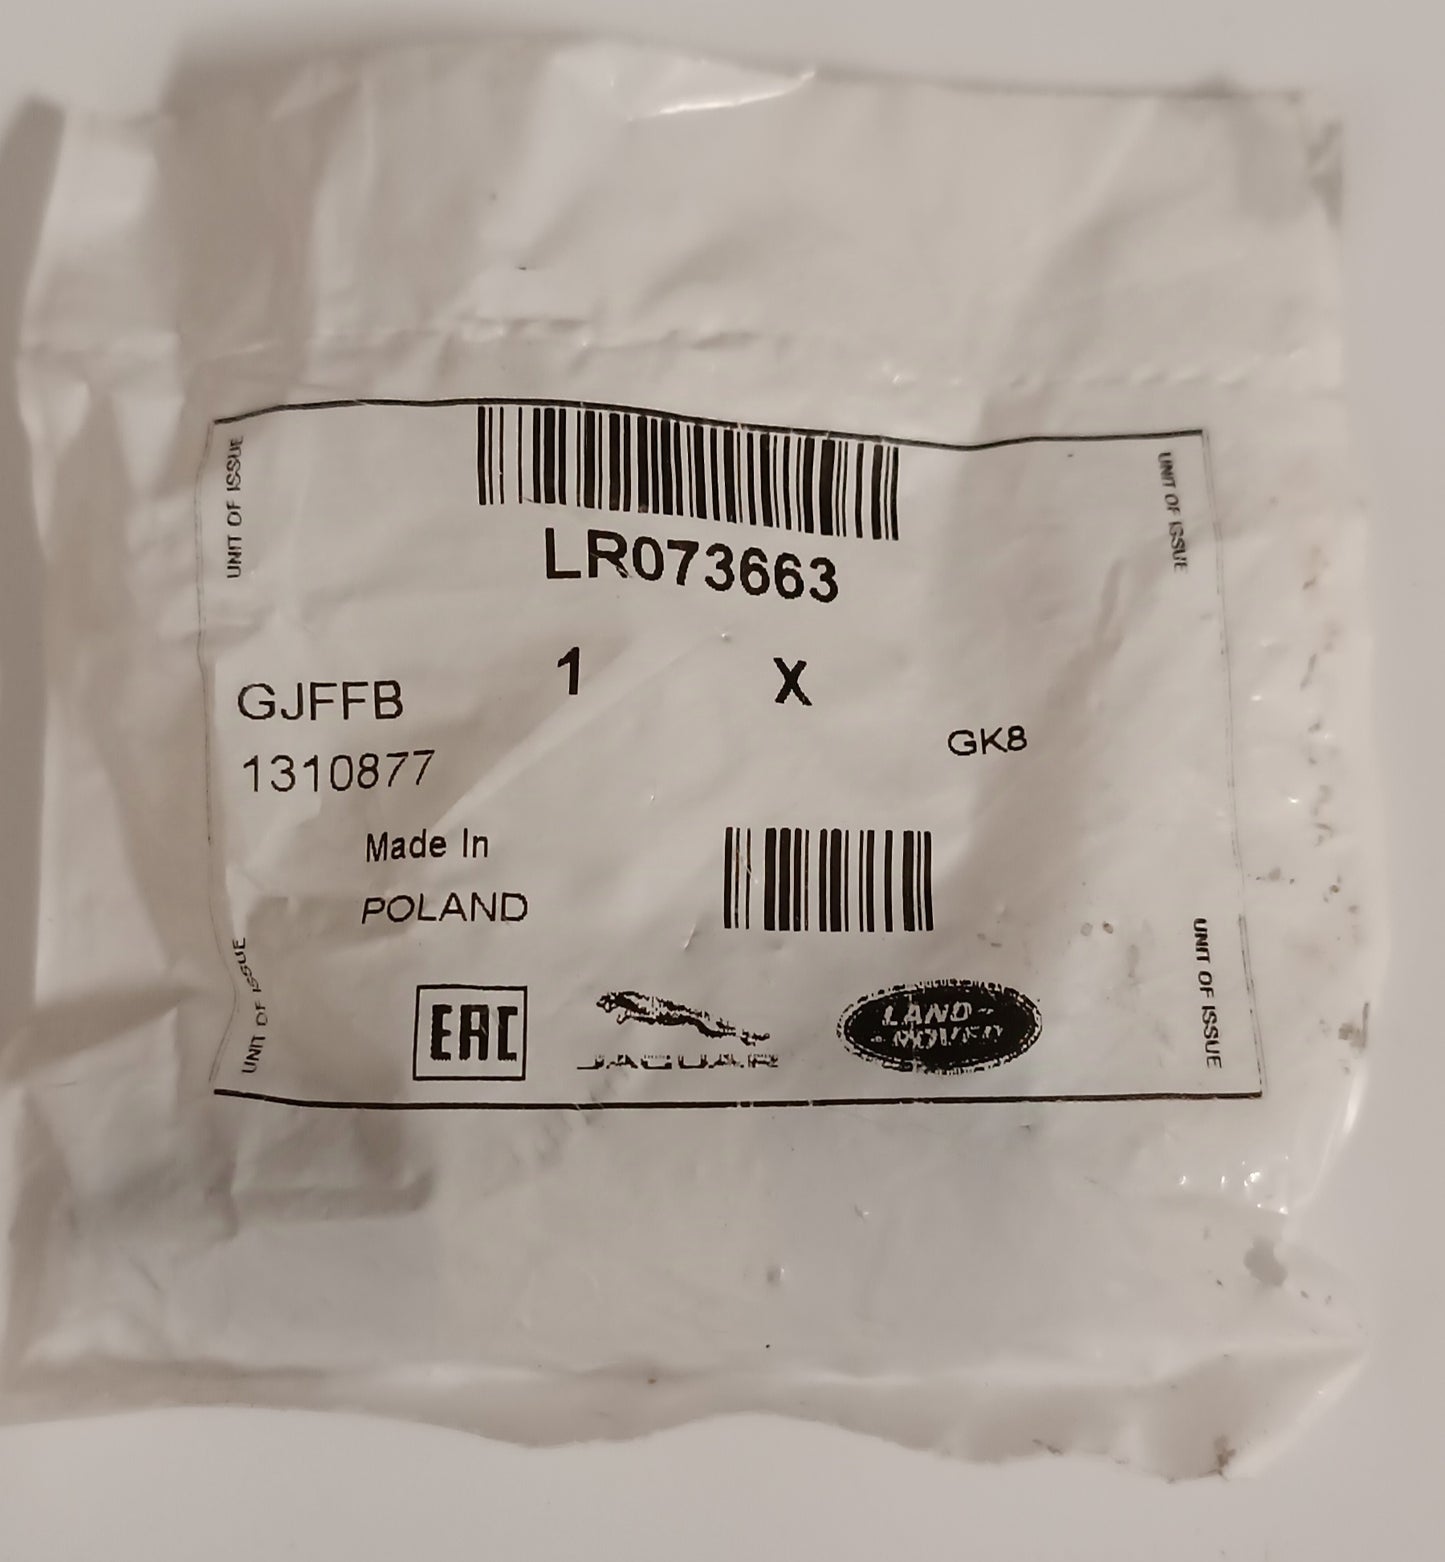 UNIT OF ISSUE
UNIT OF ISSUE
LR073663
1 X
GJFFB
GK8
1310877
Made In
POLAND
UNIT OF ISSUE
UNIT OF ISSUE
EAC
JAGUAR
LAND-
-ROVER